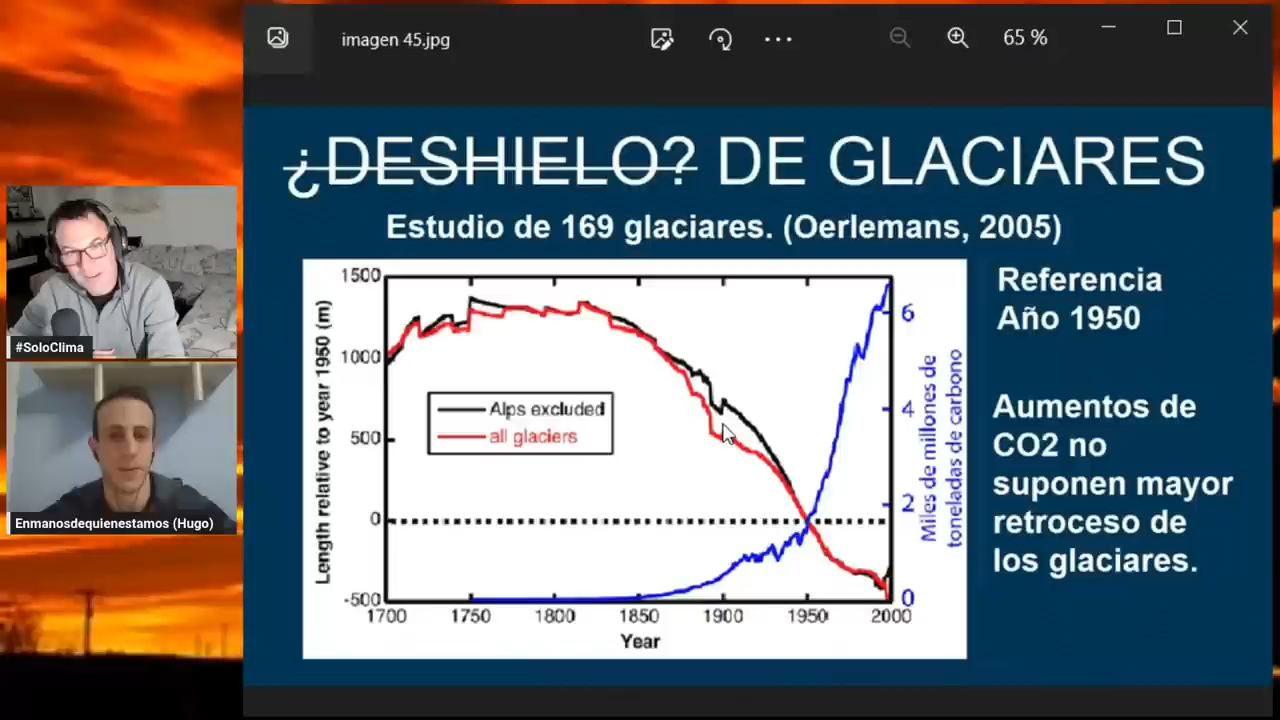 imagen 45.jpg
65 %
¿DESHIELO? DE GLACIARES
Estudio de 169 glaciares. (Oerlemans, 2005)
Referencia
Año 1950
Aumentos de
CO2 no
suponen mayor
retroceso de
los glaciares.
Length relative to year 1950 (m)
1500
1000
500
0
-500
Alps excluded
all glaciers
1700
1750
1800
1850
1900
1950
2000
Year
6
4
2
0
Miles de millones de
toneladas de carbono
#SoloClima
Enmanosdequienestamos (Hugo)